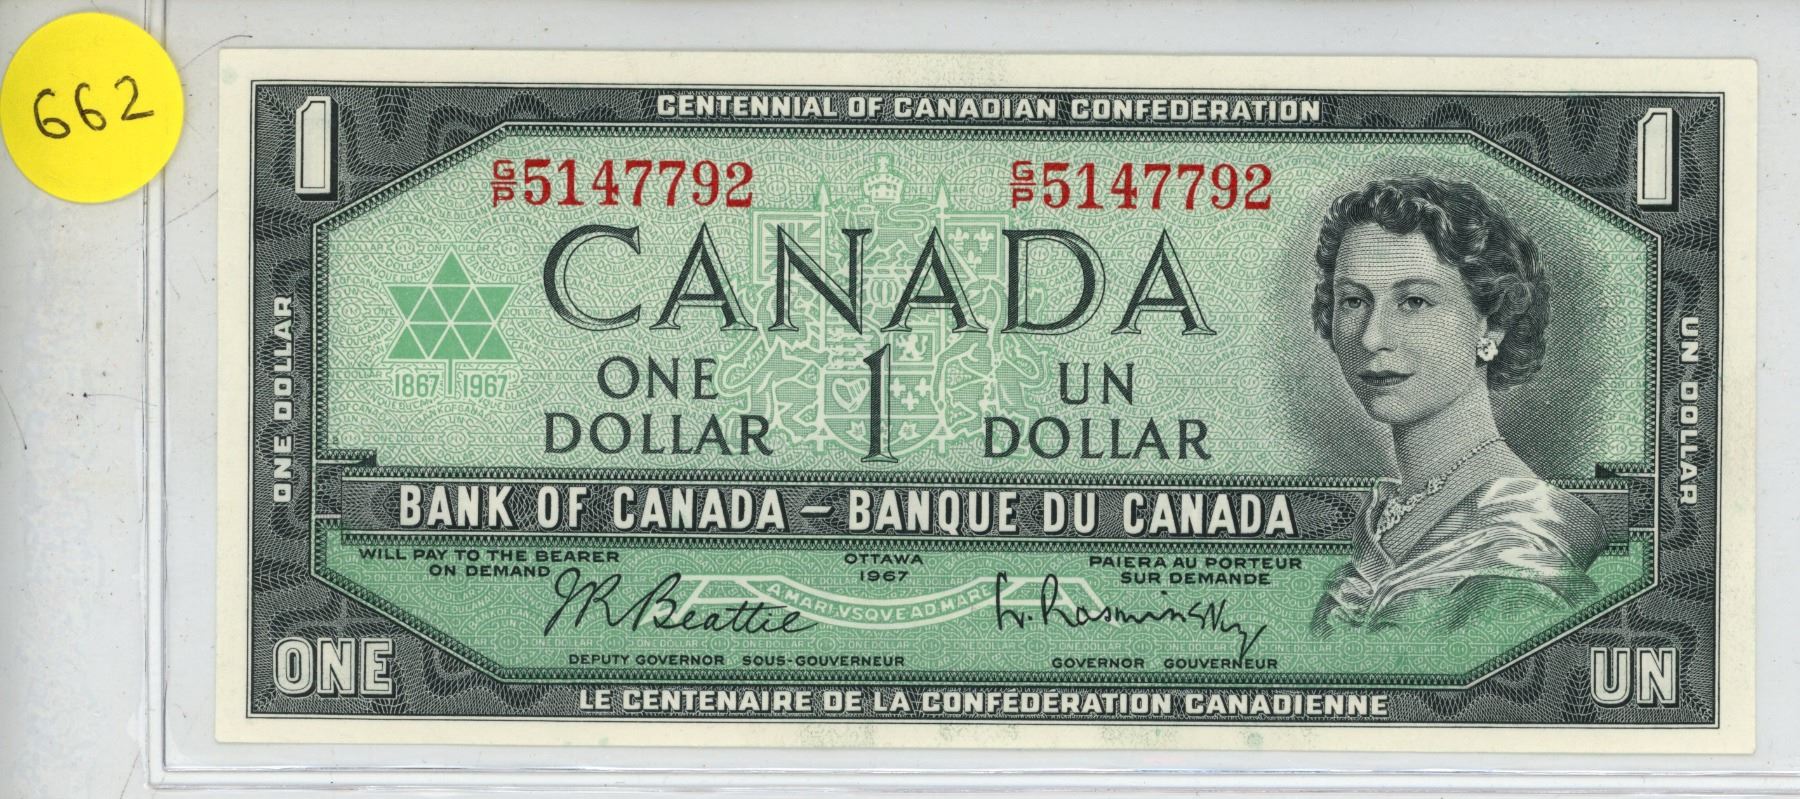 662
1 1
CENTENNIAL OF CANADIAN CONFEDERATION
G/P 5147792 G/P 5147792
CANADA
1867 1967
ONE DOLLAR
ONE DOLLAR
1
UN DOLLAR
UN DOLLAR
BANK OF CANADA – BANQUE DU CANADA
WILL PAY TO THE BEARER ON DEMAND
OTTAWA 1967
PAIERA AU PORTEUR SUR DEMANDE
A MARI VSQVE AD MARE
JR Beattie
L. Rasminsky
DEPUTY GOVERNOR SOUS-GOUVERNEUR
GOVERNOR GOUVERNEUR
ONE UN
LE CENTENAIRE DE LA CONFÉDÉRATION CANADIENNE